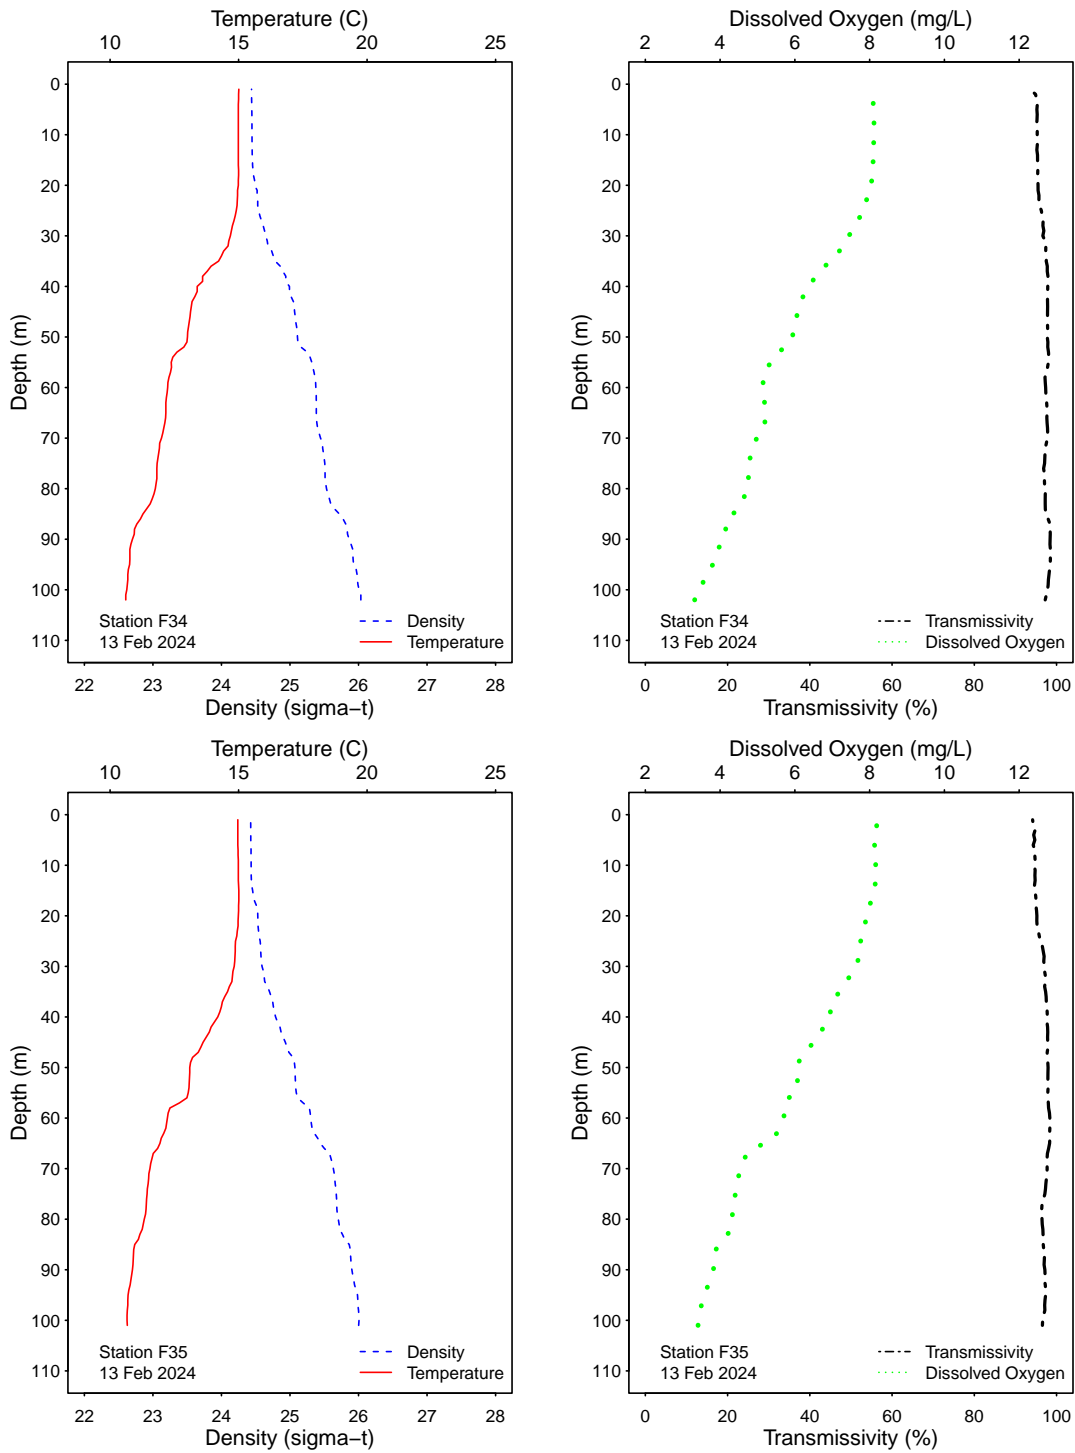 Temperature (C)
10 15 20 25
0
10
20
30
40
50
60
70
80
90
100
110
Depth (m)
Station F34
13 Feb 2024
Density
Temperature
22 23 24 25 26 27 28
Density (sigma−t)
Dissolved Oxygen (mg/L)
2 4 6 8 10 12
0
10
20
30
40
50
60
70
80
90
100
110
Depth (m)
Station F34
13 Feb 2024
Transmissivity
Dissolved Oxygen
0 20 40 60 80 100
Transmissivity (%)
Temperature (C)
10 15 20 25
0
10
20
30
40
50
60
70
80
90
100
110
Depth (m)
Station F35
13 Feb 2024
Density
Temperature
22 23 24 25 26 27 28
Density (sigma−t)
Dissolved Oxygen (mg/L)
2 4 6 8 10 12
0
10
20
30
40
50
60
70
80
90
100
110
Depth (m)
Station F35
13 Feb 2024
Transmissivity
Dissolved Oxygen
0 20 40 60 80 100
Transmissivity (%)